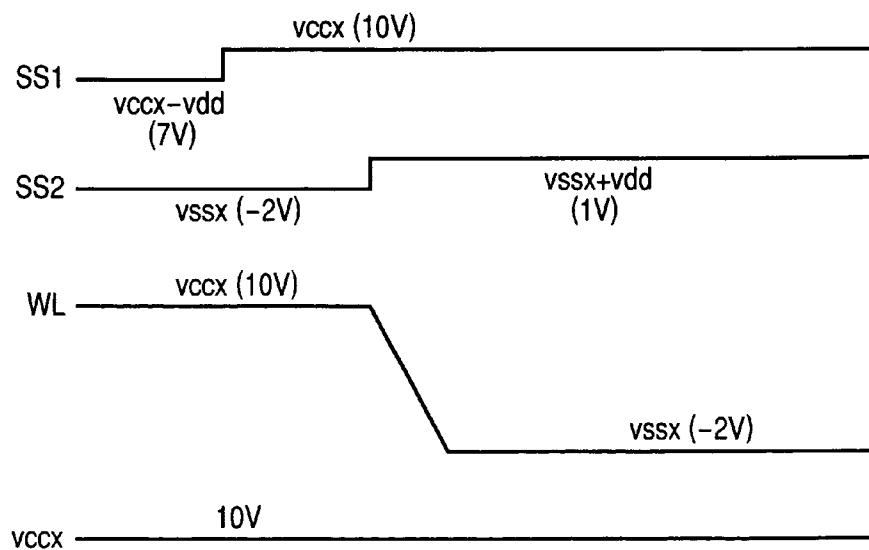 vccx (10V)
SS1
vccx–vdd
(7V)
SS2
vssx (–2V)
vssx+vdd
(1V)
WL
vccx (10V)
vssx (–2V)
10V
vccx